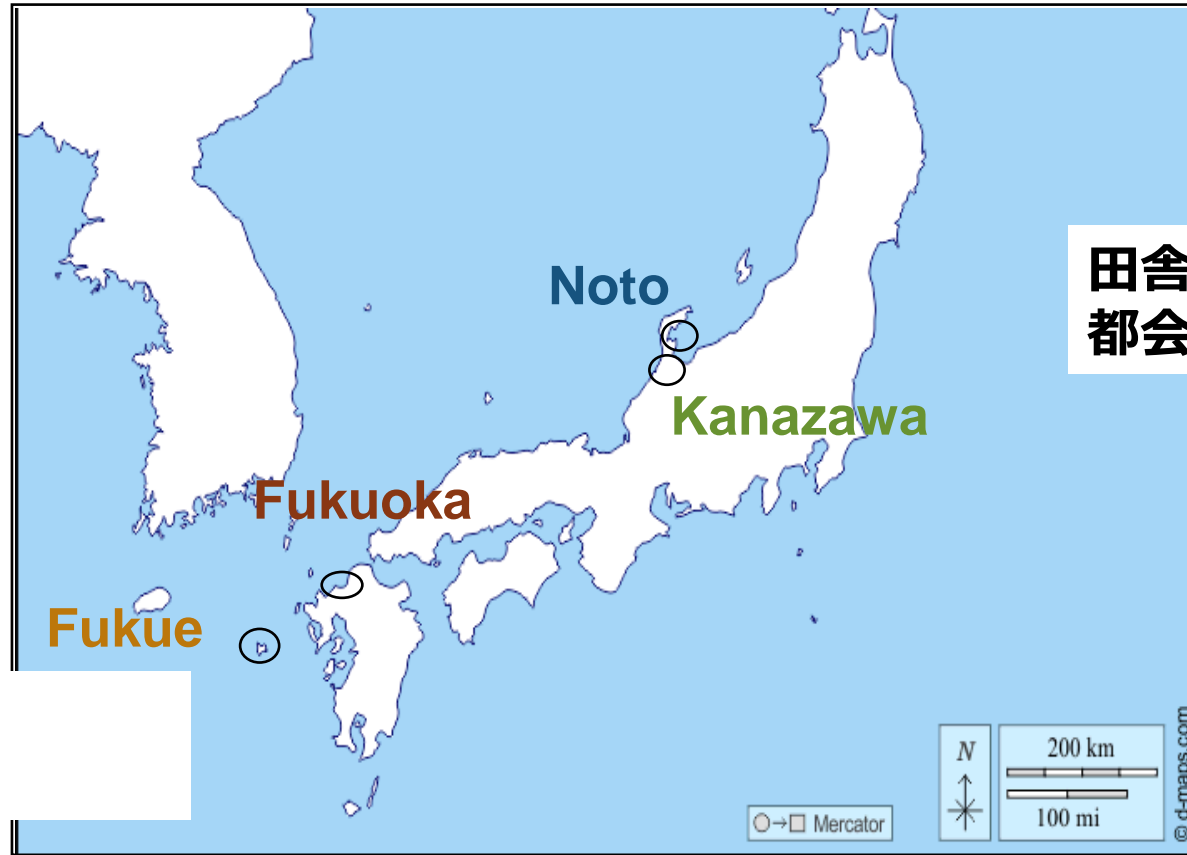 Noto
田舎
都会
Kanazawa
Fukuoka
Fukue
N
200 km
100 mi
Mercator
© d-maps.com